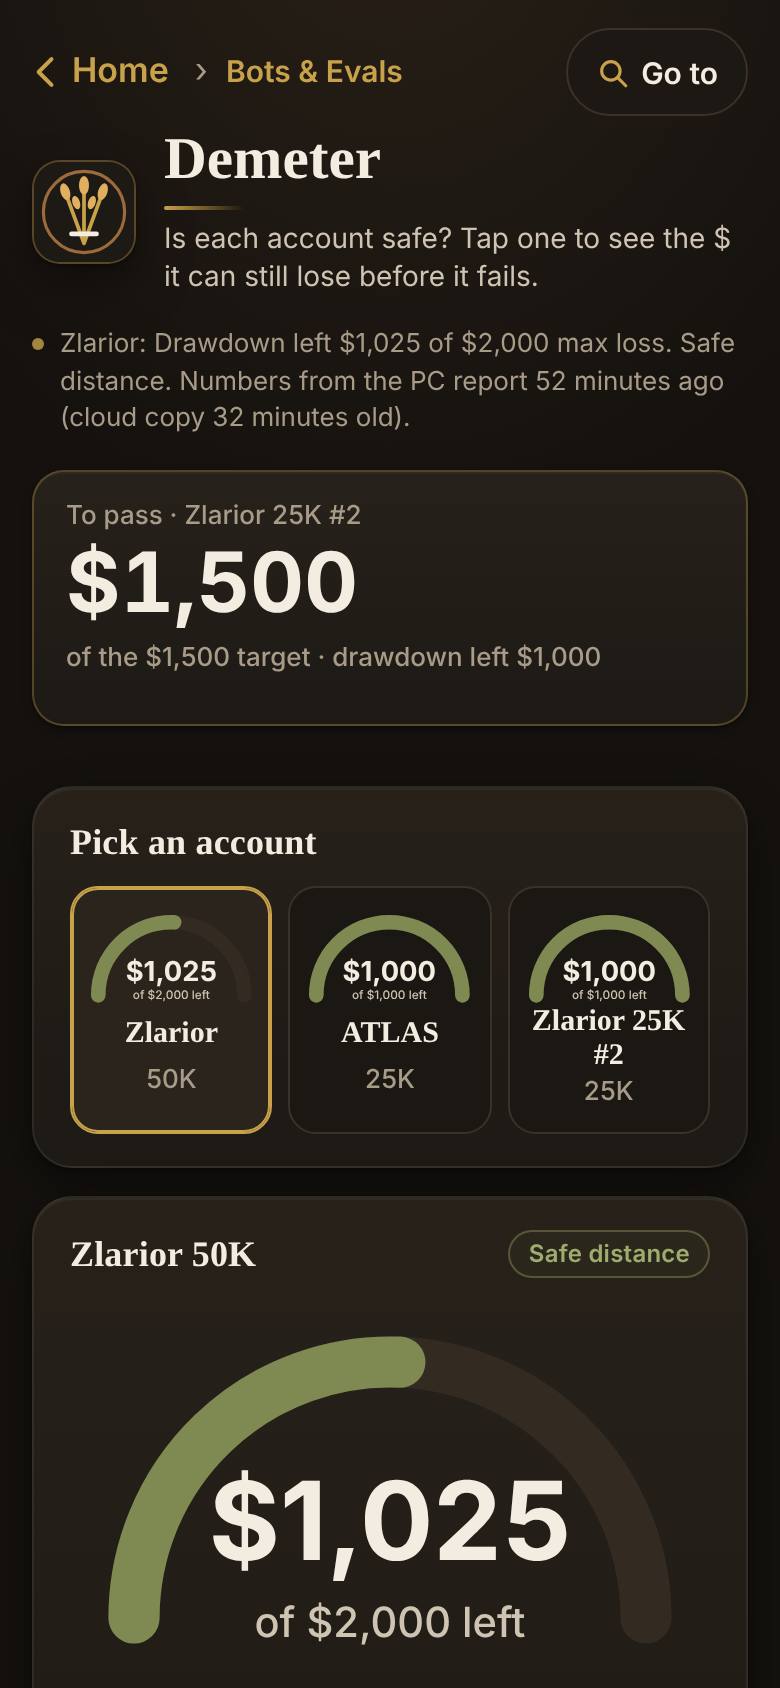 Home › Bots & Evals
Go to
Demeter
Is each account safe? Tap one to see the $
it can still lose before it fails.
Zlarior: Drawdown left $1,025 of $2,000 max loss. Safe
distance. Numbers from the PC report 52 minutes ago
(cloud copy 32 minutes old).
To pass · Zlarior 25K #2
$1,500
of the $1,500 target · drawdown left $1,000
Pick an account
$1,025
of $2,000 left
Zlarior
50K
$1,000
of $1,000 left
ATLAS
25K
$1,000
of $1,000 left
Zlarior 25K
#2
25K
Zlarior 50K
Safe distance
$1,025
of $2,000 left